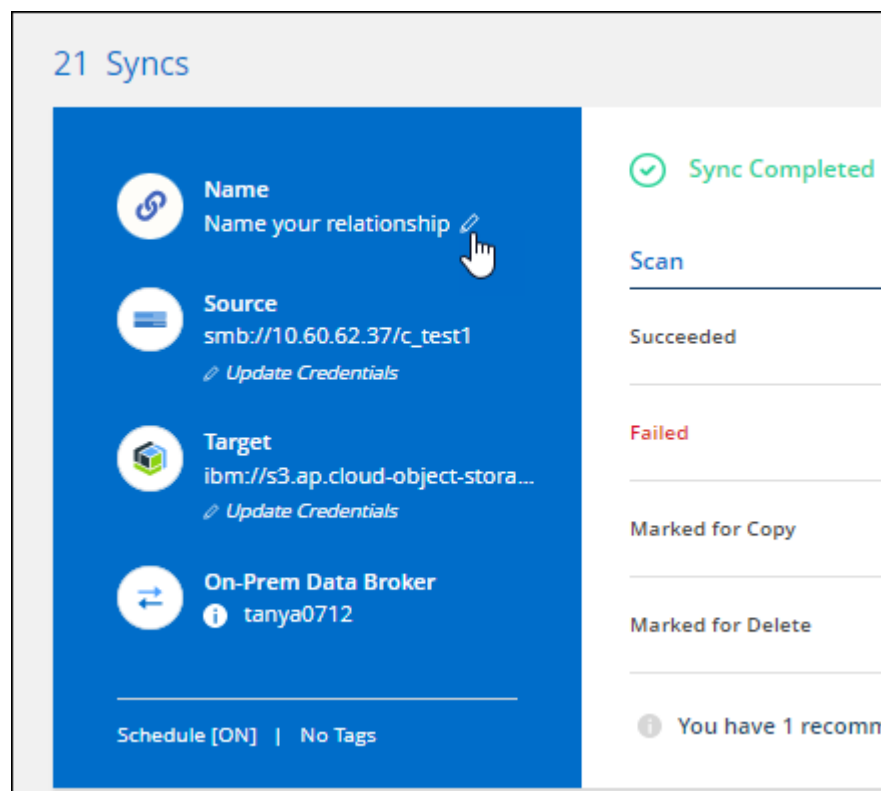 21 Syncs
Name
Name your relationship
Source
smb://10.60.62.37/c_test1
Update Credentials
Target
ibm://s3.ap.cloud-object-stora...
Update Credentials
On-Prem Data Broker
tanya0712
Schedule [ON] | No Tags
Sync Completed
Scan
Succeeded
Failed
Marked for Copy
Marked for Delete
You have 1